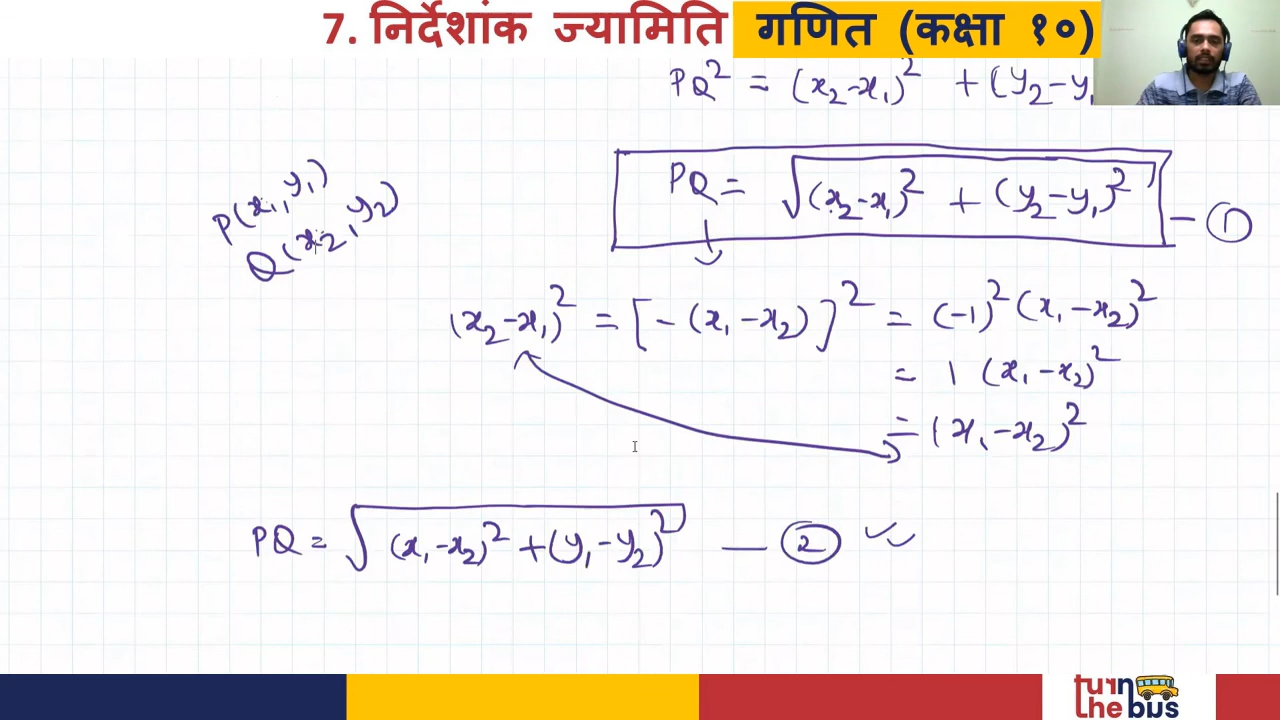 7. निर्देशांक ज्यामिति गणित (कक्षा १०)
PQ² = (x₂-x₁)² + (y₂-y₁
PQ = √(x₂-x₁)² + (y₂-y₁)² — ①
P(x₁, y₁)
Q(x₂, y₂)
(x₂-x₁)² = [-(x₁-x₂)]² = (-1)² (x₁-x₂)²
= 1 (x₁-x₂)²
= (x₁-x₂)²
PQ = √(x₁-x₂)² + (y₁-y₂)² — ②
turn
the bus